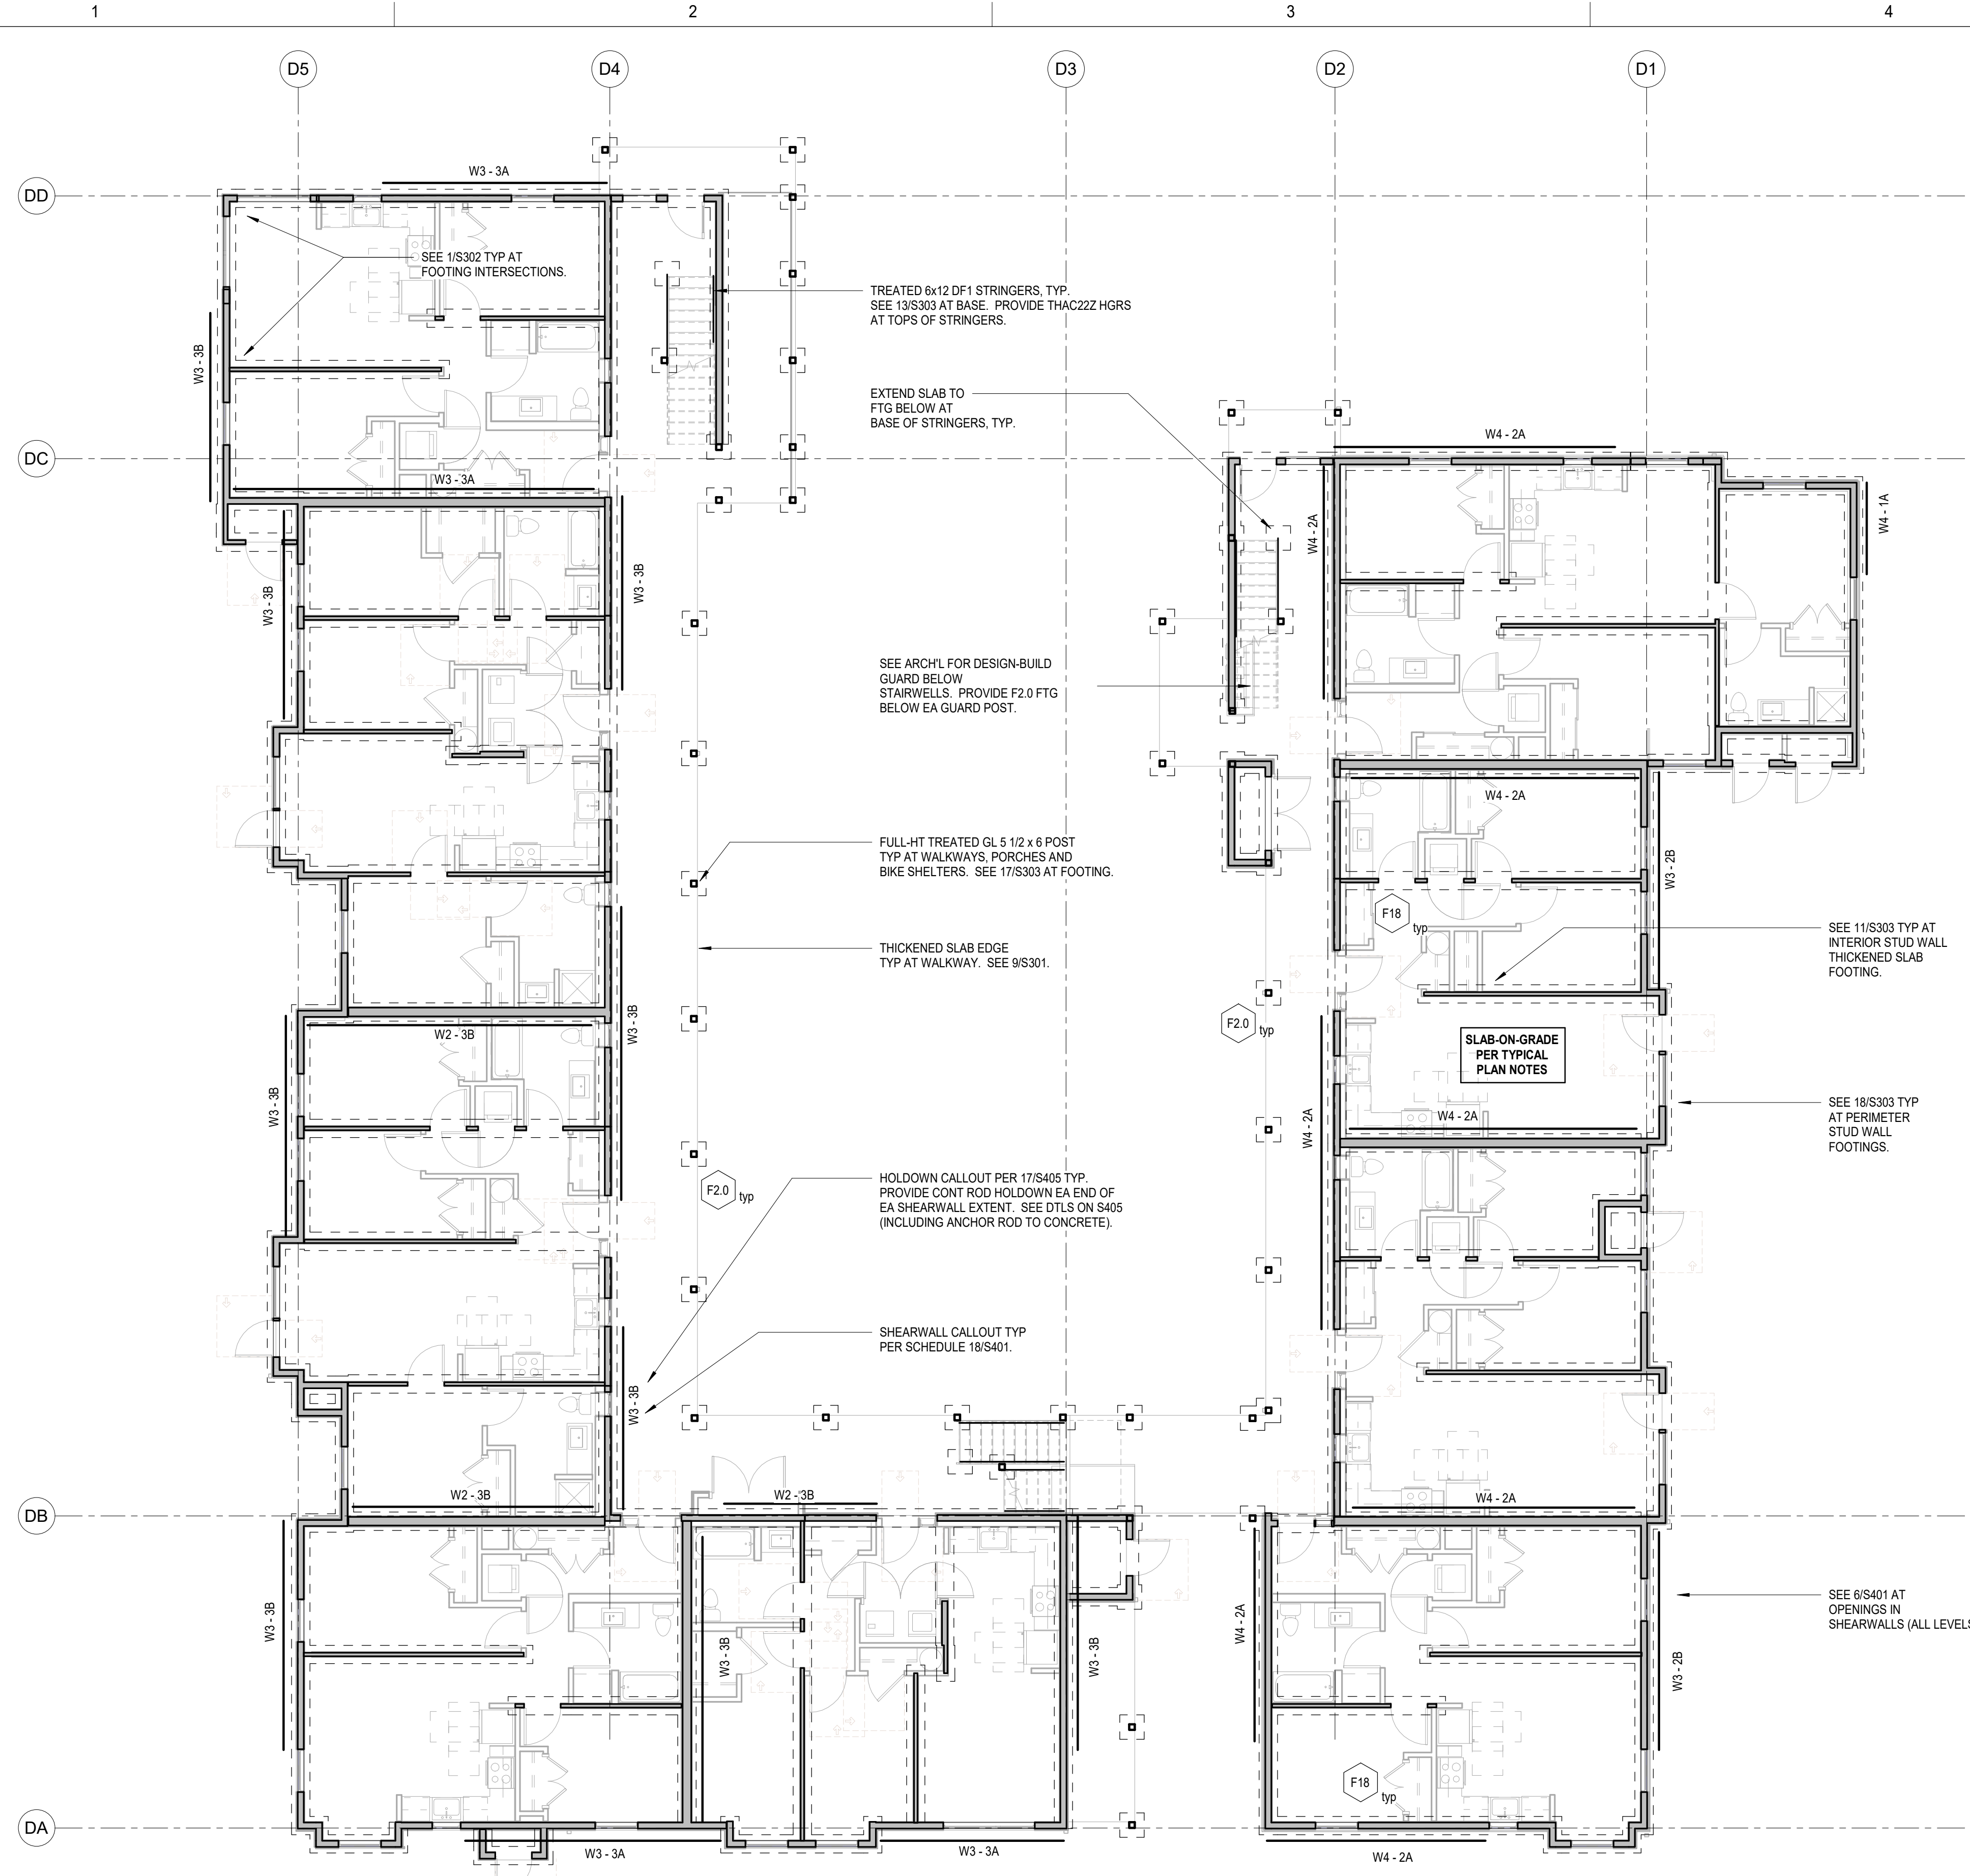 1
2
3
4
D5
D4
D3
D2
D1
DD
W3 - 3A
SEE 1/S302 TYP AT
FOOTING INTERSECTIONS.
TREATED 6x12 DF1 STRINGERS, TYP.
SEE 13/S303 AT BASE.  PROVIDE THAC22Z HGRS
AT TOPS OF STRINGERS.
W3 - 3B
EXTEND SLAB TO
FTG BELOW AT
BASE OF STRINGERS, TYP.
DC
W4 - 2A
W3 - 3A
W4 - 1A
W4 - 2A
W3 - 3B
W3 - 3B
SEE ARCH'L FOR DESIGN-BUILD
GUARD BELOW
STAIRWELLS.  PROVIDE F2.0 FTG
BELOW EA GUARD POST.
W4 - 2A
FULL-HT TREATED GL 5 1/2 x 6 POST
TYP AT WALKWAYS, PORCHES AND
BIKE SHELTERS.  SEE 17/S303 AT FOOTING.
W3 - 2B
F18
typ
SEE 11/S303 TYP AT
INTERIOR STUD WALL
THICKENED SLAB
FOOTING.
THICKENED SLAB EDGE
TYP AT WALKWAY.  SEE 9/S301.
W2 - 3B
W3 - 3B
F2.0
typ
SLAB-ON-GRADE
PER TYPICAL
PLAN NOTES
W3 - 3B
W4 - 2A
W4 - 2A
SEE 18/S303 TYP
AT PERIMETER
STUD WALL
FOOTINGS.
F2.0
typ
HOLDOWN CALLOUT PER 17/S405 TYP.
PROVIDE CONT ROD HOLDOWN EA END OF
EA SHEARWALL EXTENT.  SEE DTLS ON S405
(INCLUDING ANCHOR ROD TO CONCRETE).
SHEARWALL CALLOUT TYP
PER SCHEDULE 18/S401.
W3 - 3B
W2 - 3B
W2 - 3B
W4 - 2A
DB
W3 - 3B
W3 - 3B
W3 - 3B
W4 - 2A
W3 - 2B
SEE 6/S401 AT
OPENINGS IN
SHEARWALLS (ALL LEVELS
F18
typ
DA
W3 - 3A
W3 - 3A
W4 - 2A